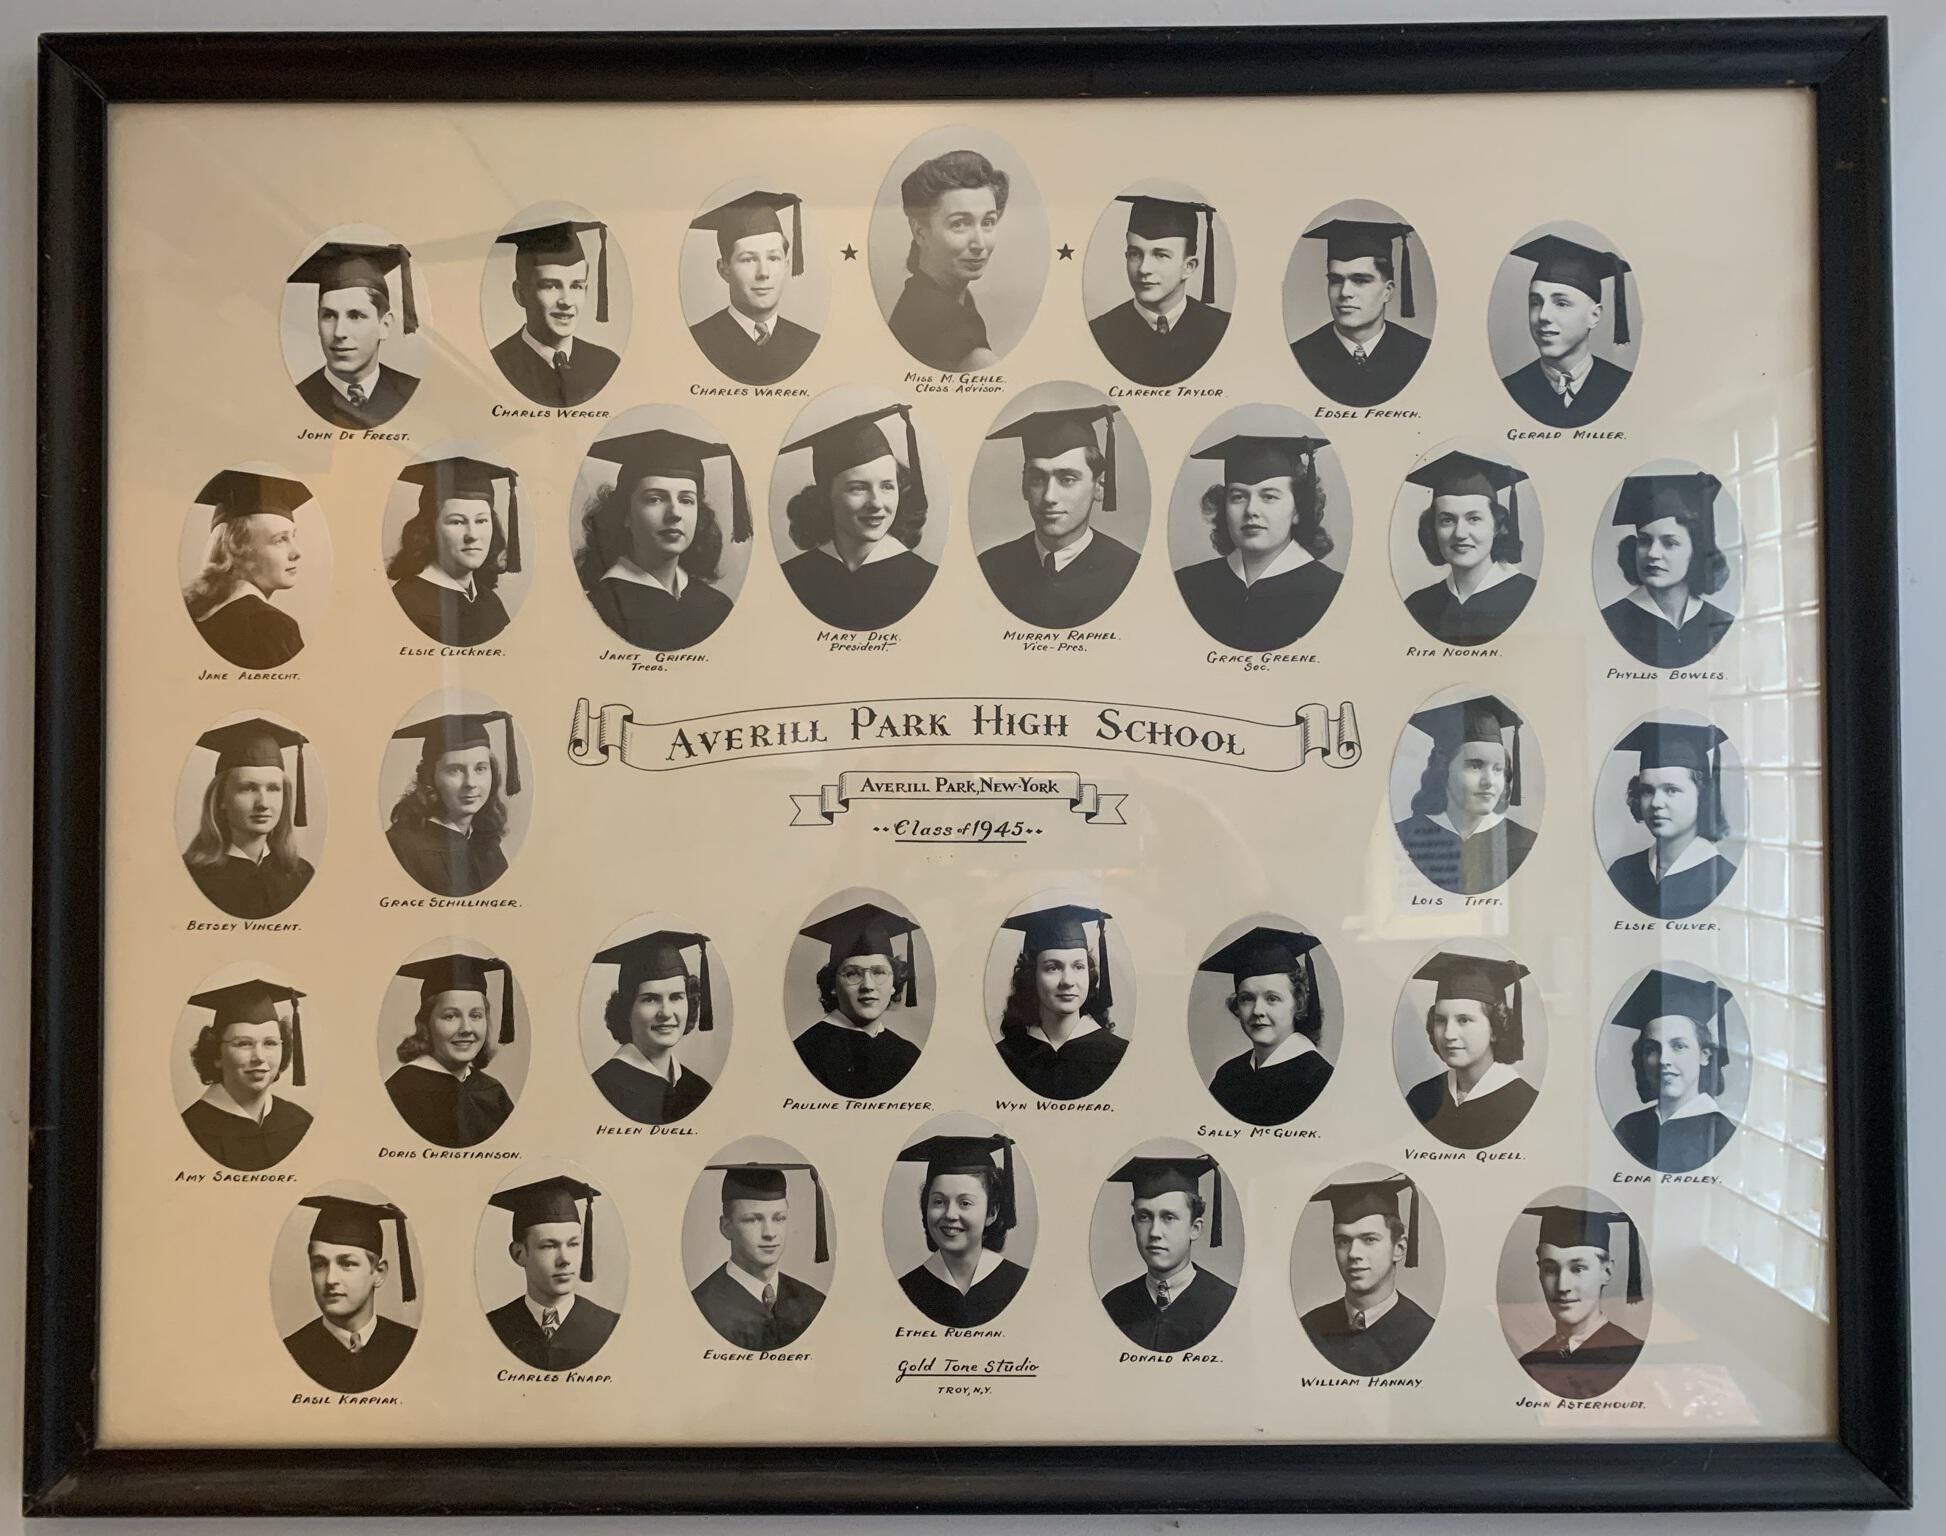 John De Freest.
Charles Werger.
Charles Warren.
Miss M. Gehle.
Class Advisor.
Clarence Taylor
Edsel French.
Gerald Miller.
Jane Albrecht.
Elsie Clickner.
Janet Griffin.
Treas.
Mary Dick.
President.
Murray Raphel.
Vice-Pres.
Grace Greene.
Sec.
Rita Noonan.
Phyllis Bowles.
Averill Park High School
Averill Park, New-York
Class of 1945
Betsey Vincent.
Grace Schillinger.
Lois Tifft.
Elsie Culver.
Amy Sagendorf.
Doris Christianson.
Helen Duell.
Pauline Trinemeyer.
Wyn Woodhead.
Sally McGuirk.
Virginia Quell.
Edna Radley.
Basil Karpiak.
Charles Knapp.
Eugene Dobert.
Ethel Rubman.
Donald Radz.
William Hannay.
John Asterhoudt.
Gold Tone Studio
Troy, N.Y.